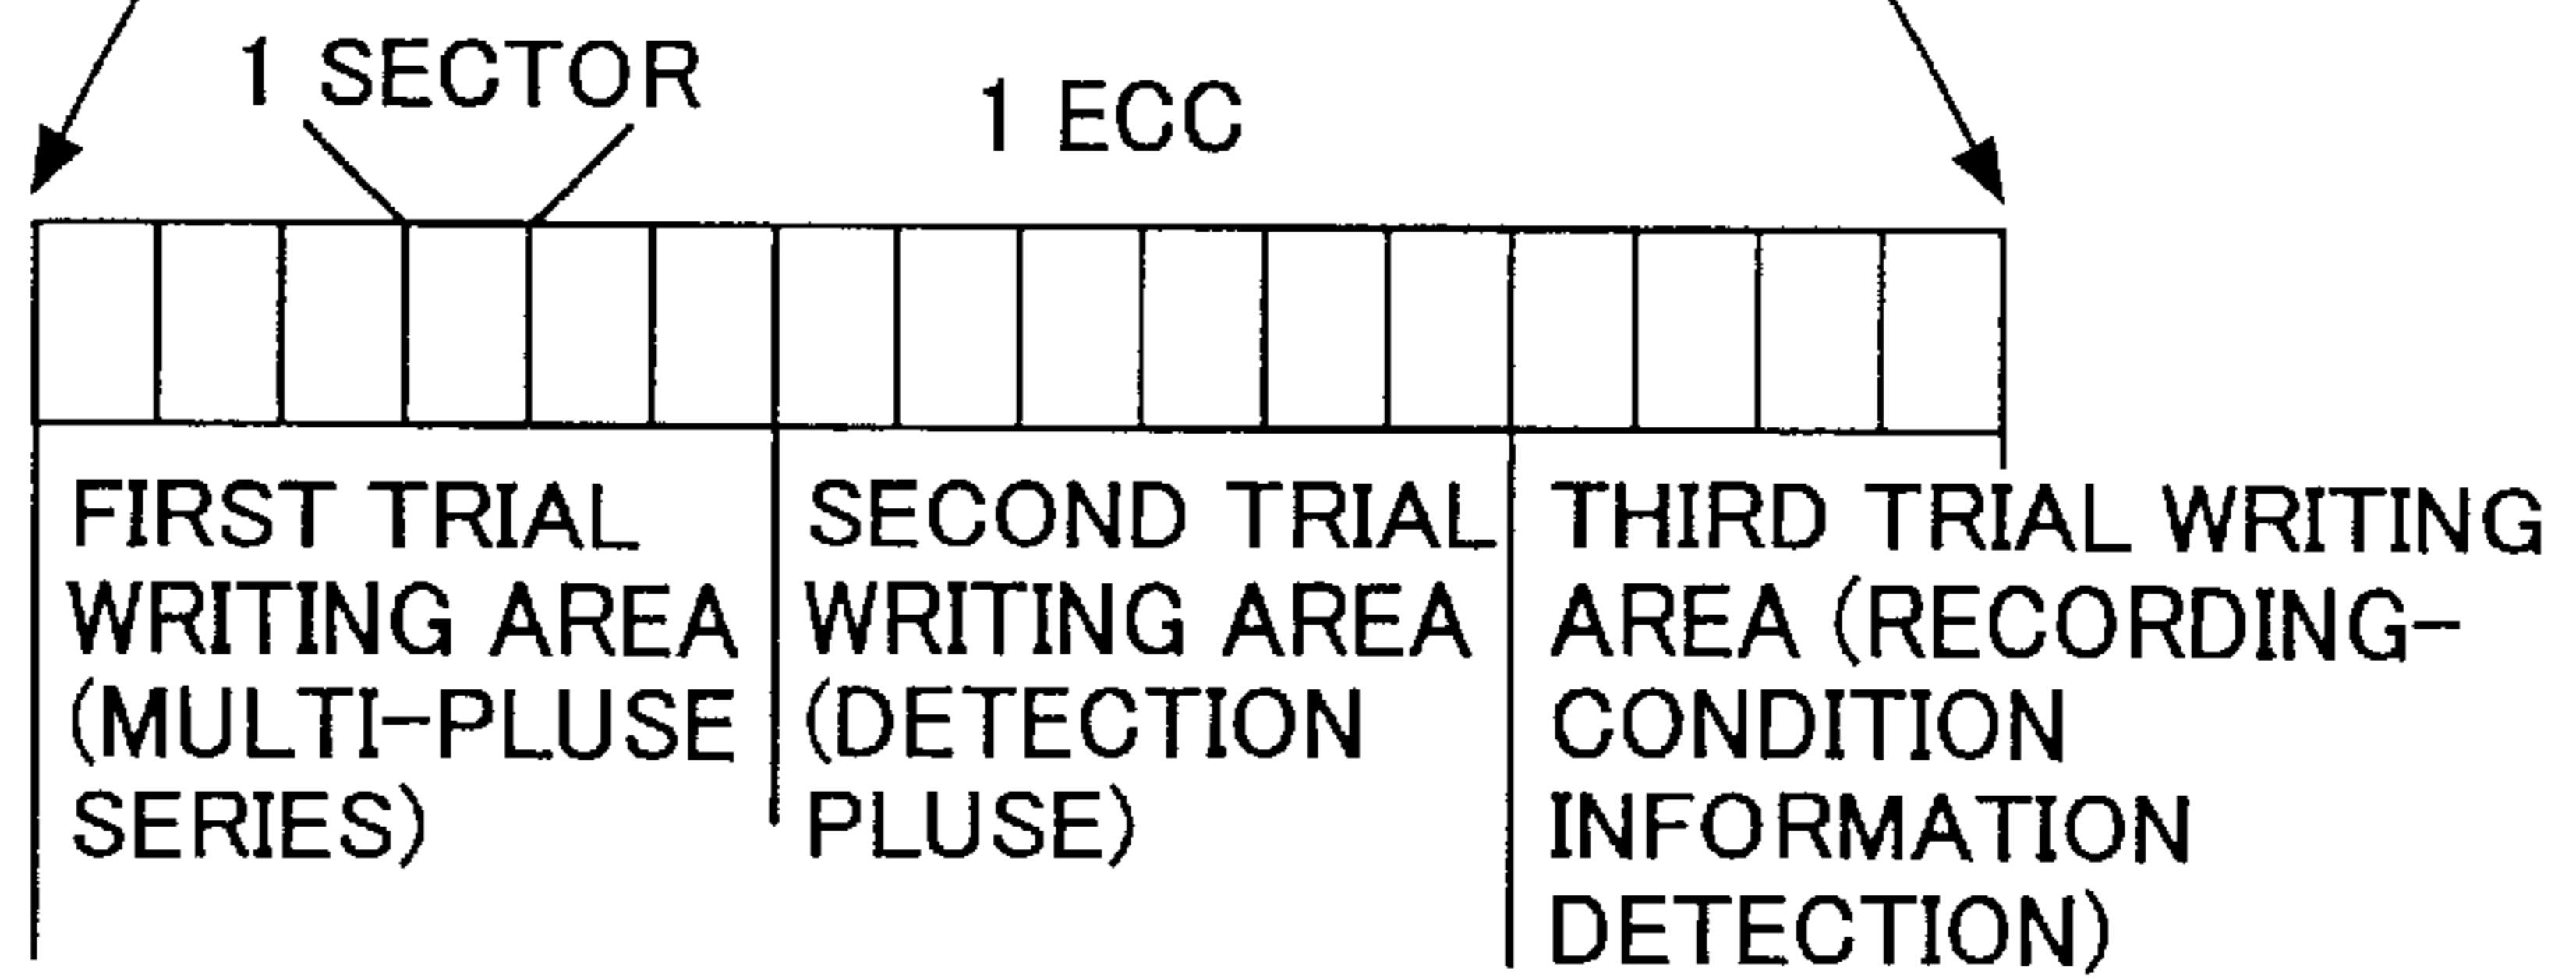 1 SECTOR
1 ECC
FIRST TRIAL
WRITING AREA
(MULTI-PLUSE
SERIES)
SECOND TRIAL
WRITING AREA
(DETECTION
PLUSE)
THIRD TRIAL WRITING
AREA (RECORDING-
CONDITION
INFORMATION
DETECTION)